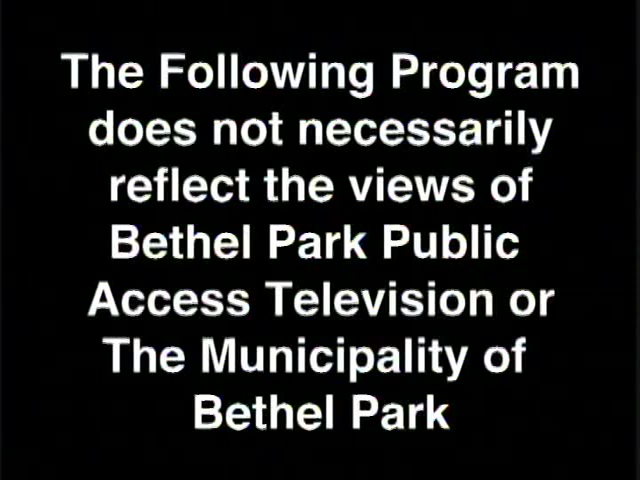 The Following Program
does not necessarily
reflect the views of
Bethel Park Public
Access Television or
The Municipality of
Bethel Park